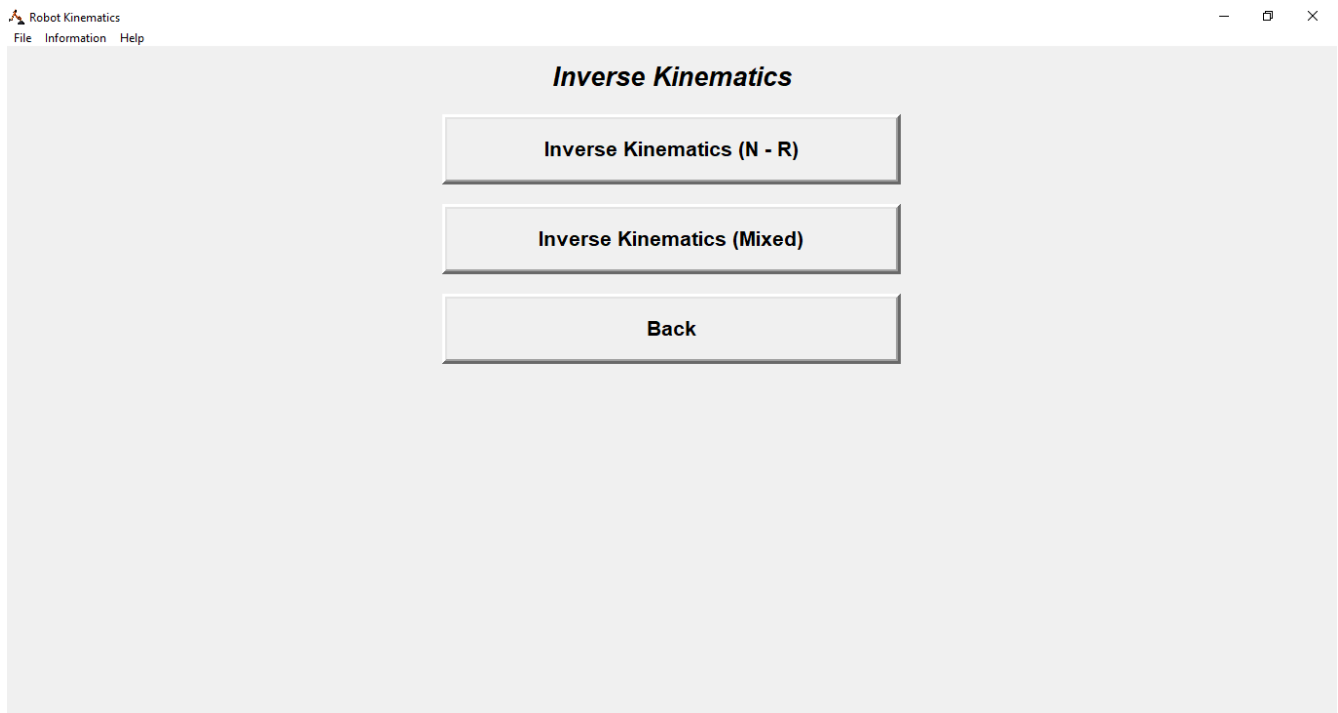 Robot Kinematics
File Information Help
Inverse Kinematics
Inverse Kinematics (N - R)
Inverse Kinematics (Mixed)
Back